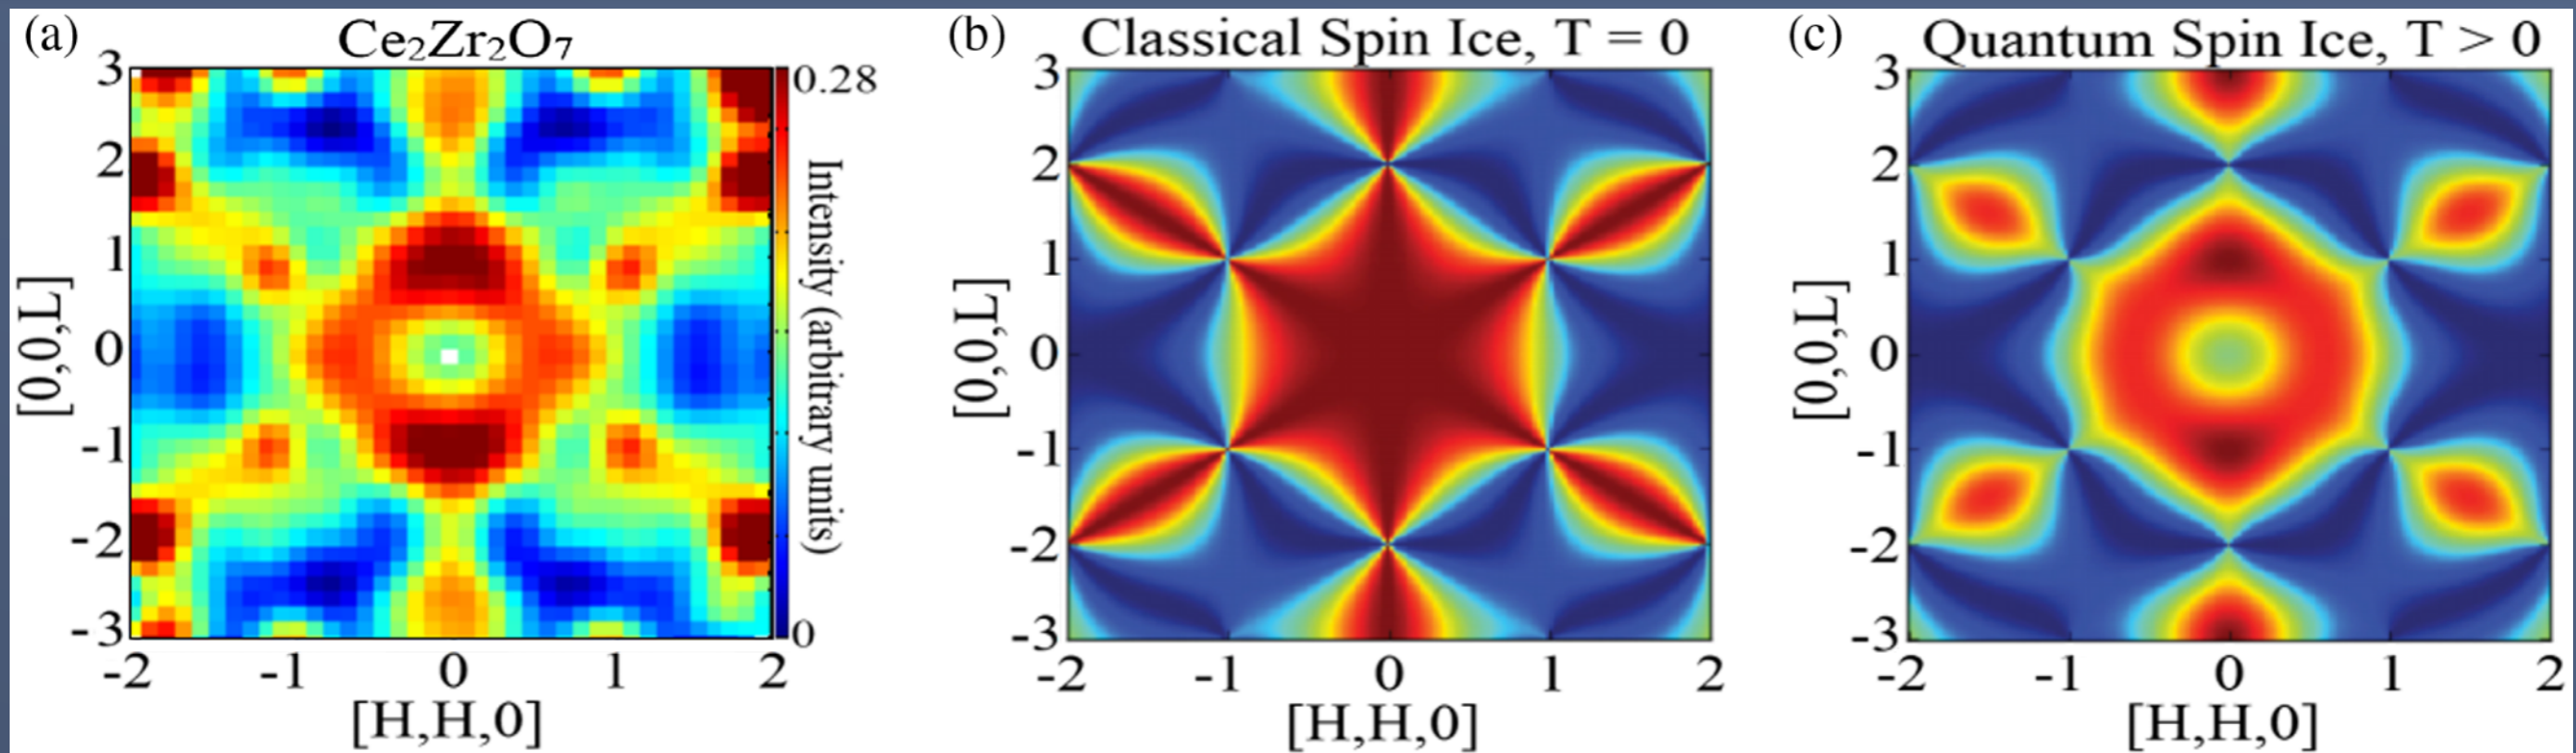 (a) Ce₂Zr₂O₇
3
2
1
0
-1
-2
-3
[0,0,L]
-2 -1 0 1 2
[H,H,0]
0.28
Intensity (arbitrary units)
0
(b) Classical Spin Ice, T = 0
3
2
1
0
-1
-2
-3
[0,0,L]
-2 -1 0 1 2
[H,H,0]
(c) Quantum Spin Ice, T > 0
3
2
1
0
-1
-2
-3
[0,0,L]
-2 -1 0 1 2
[H,H,0]